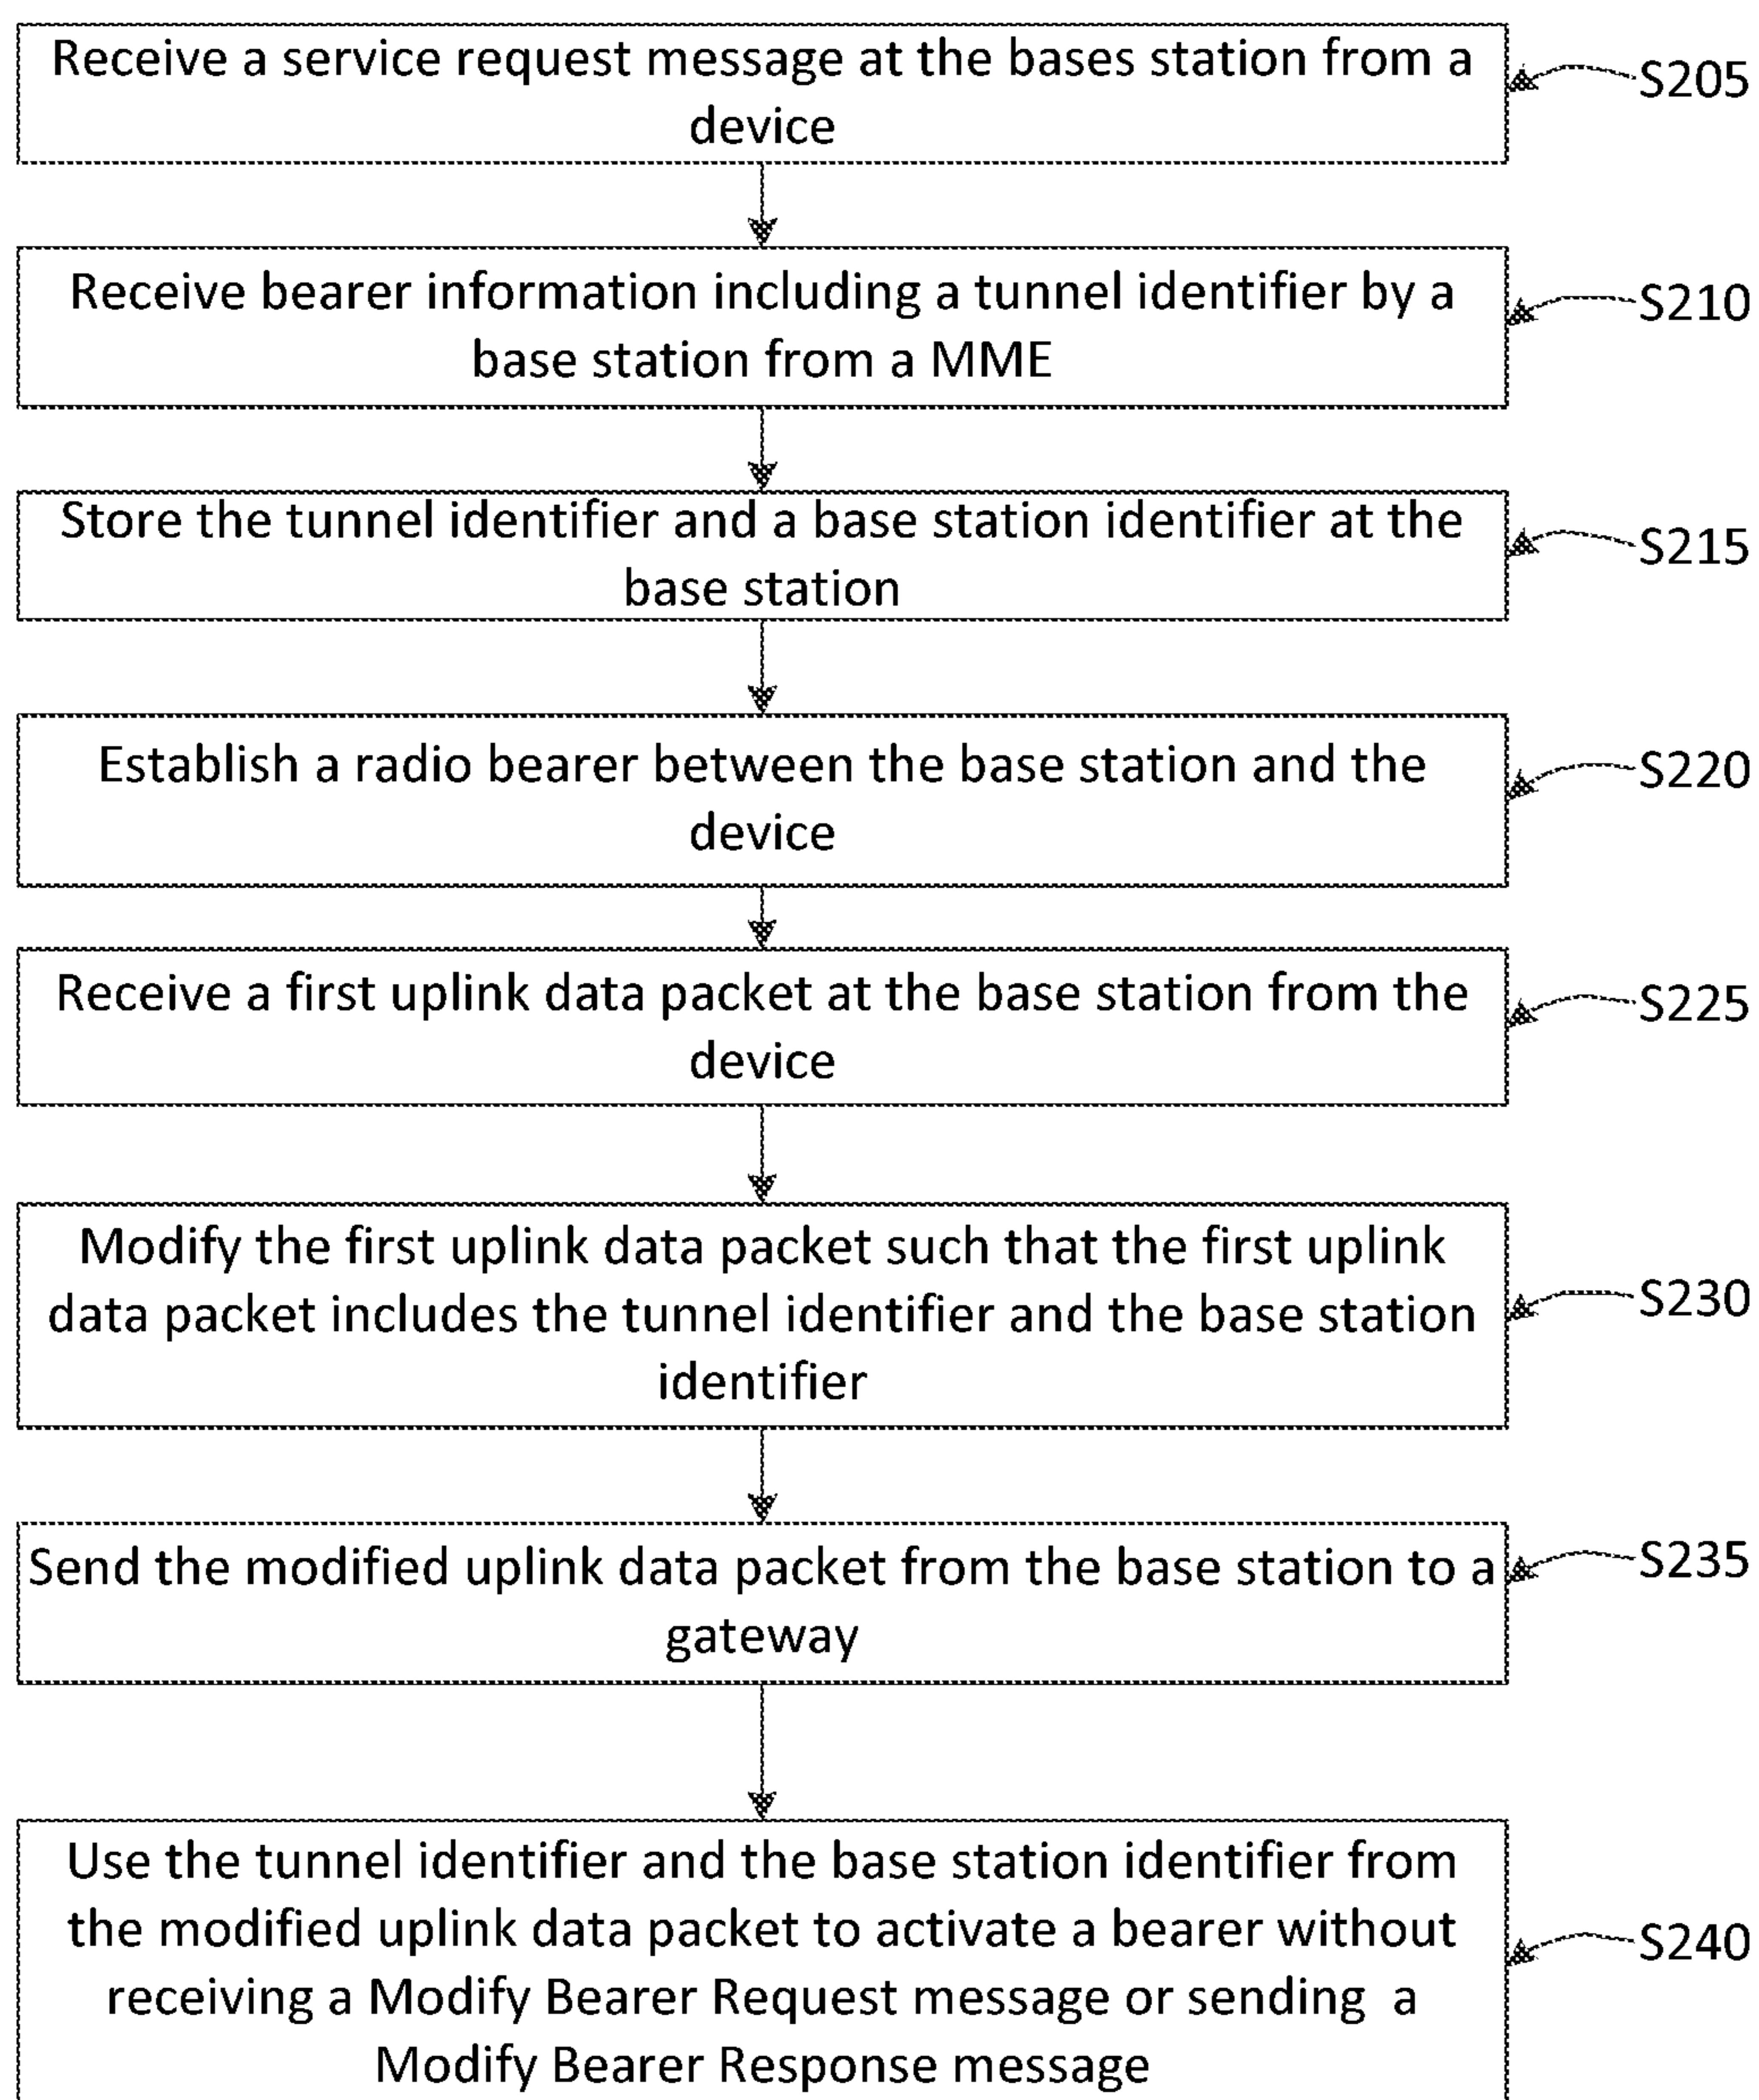 Receive a service request message at the bases station from a
device
S205
Receive bearer information including a tunnel identifier by a
base station from a MME
S210
Store the tunnel identifier and a base station identifier at the
base station
S215
Establish a radio bearer between the base station and the
device
S220
Receive a first uplink data packet at the base station from the
device
S225
Modify the first uplink data packet such that the first uplink
data packet includes the tunnel identifier and the base station
identifier
S230
Send the modified uplink data packet from the base station to a
gateway
S235
Use the tunnel identifier and the base station identifier from
the modified uplink data packet to activate a bearer without
receiving a Modify Bearer Request message or sending  a
Modify Bearer Response message
S240